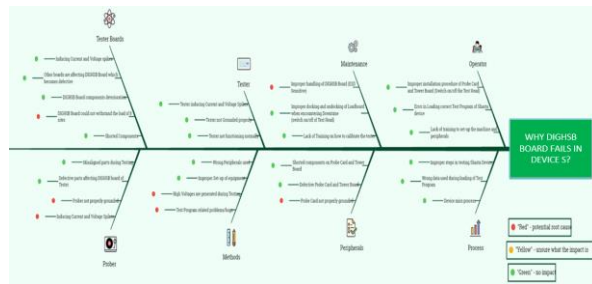 Tester Boards
Inducing Current and Voltage Spikes
Other boards are affecting DIGHSB Board which
becomes defective
DIGHSB Board components deterioration
DIGHSB Board could not withstand the load of
Shorted Components
Tester
Tester inducing Current and Voltage Spikes
Tester not Grounded properly
Tester not functioning normally
Maintenance
Improper handling of DIGHSB Board (ESD
Sensitive)
Improper docking and undocking of Loadboard
when encountering Downtime
(switch on/off of Test Head)
Lack of Training on how to calibrate the tester
Operator
Improper installation procedure of Probe Card
and Tower Board (Switch on/off the Test Head)
Error in Loading correct Test Program of Sharix
device
Lack of training to set-up the machine and
peripherals
WHY DIGHSB
BOARD FAILS IN
DEVICE S?
Misaligned parts during Testing
Defective parts affecting DIGHSB board of
Tester
Prober not properly grounded
Inducing Current and Voltage Spikes
Prober
Wrong Peripherals used
Improper Set-up of equipment
High Voltages are generated during Testing
Test Program related problems/bugs
Methods
Shorted components on Probe Card and Tower
Board
Defective Probe Card and Tower Board
Probe Card not properly grounded
Peripherals
Improper steps in testing Sharix Device
Wrong data used during loading of Test
Program
Device mass process
Process
"Red" - potential root cause
"Yellow" - unsure what the impact is
"Green" - no impact